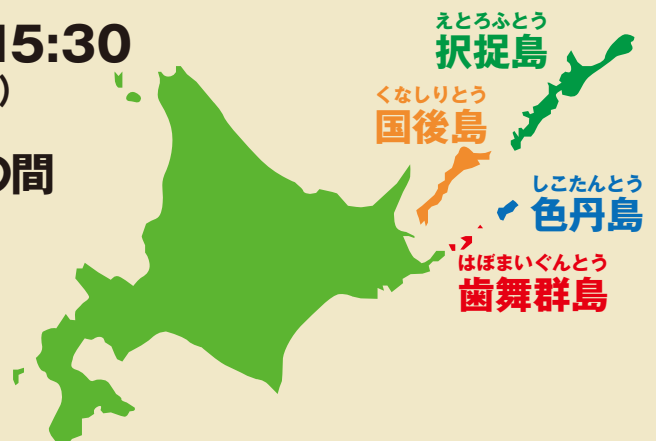 15:30
)
の間
えとろふとう
択捉島
くなしりとう
国後島
しこたんとう
色丹島
はぼまいぐんとう
歯舞群島